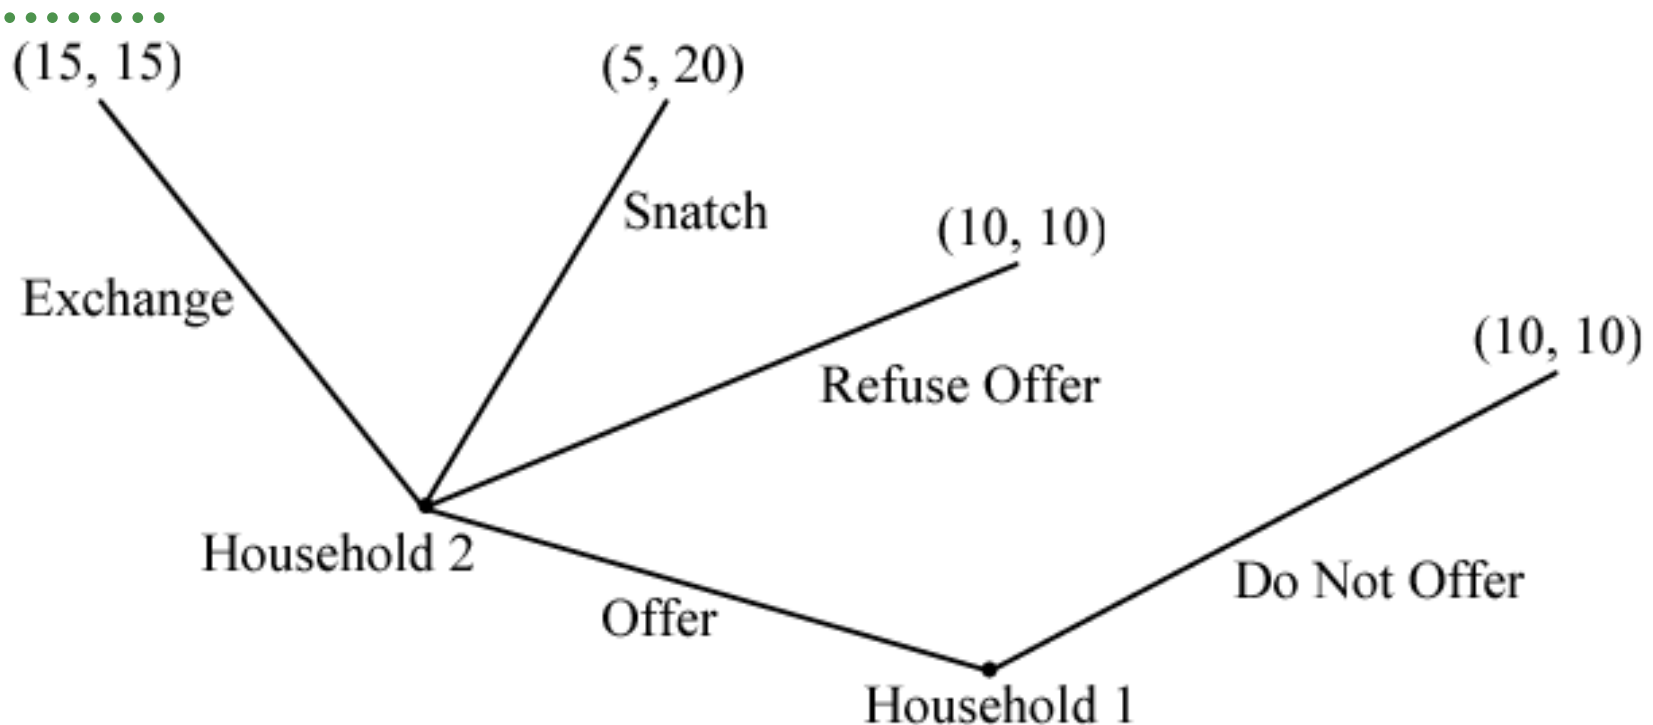 (15, 15)
(5, 20)
Snatch
(10, 10)
Exchange
(10, 10)
Refuse Offer
Household 2
Do Not Offer
Offer
Household 1